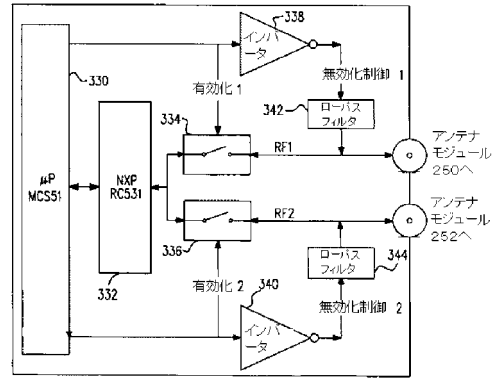 338
インバ
ータ
330
有効化 1
無効化制御 1
342
ローパス
フィルタ
334
アンテナ
モジュール
250へ
RF1
μP
MCS51
NXP
RC531
アンテナ
モジュール
252へ
RF2
336
332
ローパス
フィルタ
344
有効化 2
340
無効化制御 2
インバ
ータ